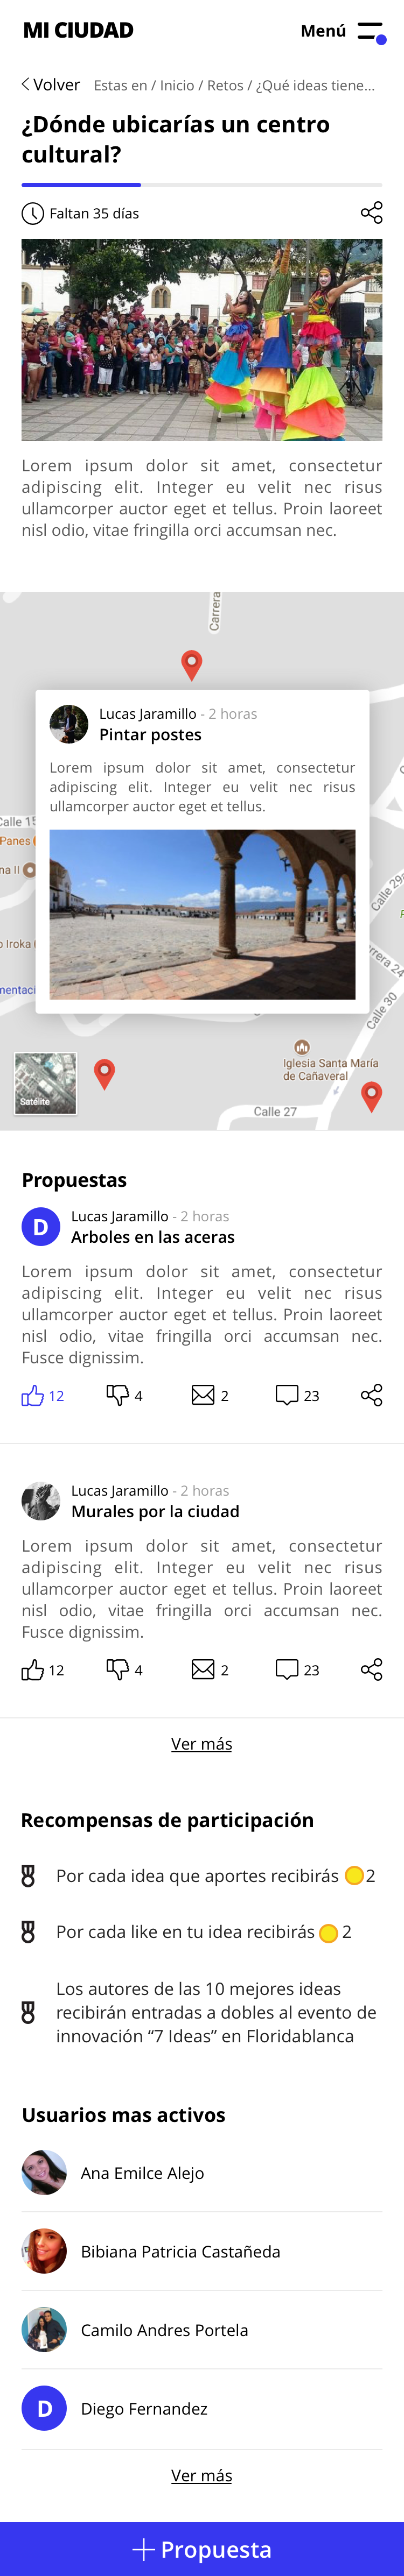 MI CIUDAD
Menú
Volver
Estas en / Inicio / Retos / ¿Qué ideas tiene...
¿Dónde ubicarías un centro
cultural?
Faltan 35 días
Lorem ipsum dolor sit amet, consectetur
adipiscing elit. Integer eu velit nec risus
ullamcorper auctor eget et tellus. Proin laoreet
nisl odio, vitae fringilla orci accumsan nec.
Carrera
Lucas Jaramillo - 2 horas
Pintar postes
Lorem ipsum dolor sit amet, consectetur
adipiscing elit. Integer eu velit nec risus
ullamcorper auctor eget et tellus.
alle 15
Panes
na II
Calle 29
o Iroka
rrera 24
mentaci
Calle 30
Iglesia Santa María
de Cañaveral
Satélite
Calle 27
Propuestas
D
Lucas Jaramillo - 2 horas
Arboles en las aceras
Lorem ipsum dolor sit amet, consectetur
adipiscing elit. Integer eu velit nec risus
ullamcorper auctor eget et tellus. Proin laoreet
nisl odio, vitae fringilla orci accumsan nec.
Fusce dignissim.
12 4 2 23
Lucas Jaramillo - 2 horas
Murales por la ciudad
Lorem ipsum dolor sit amet, consectetur
adipiscing elit. Integer eu velit nec risus
ullamcorper auctor eget et tellus. Proin laoreet
nisl odio, vitae fringilla orci accumsan nec.
Fusce dignissim.
12 4 2 23
Ver más
Recompensas de participación
Por cada idea que aportes recibirás 2
Por cada like en tu idea recibirás 2
Los autores de las 10 mejores ideas
recibirán entradas a dobles al evento de
innovación “7 Ideas” en Floridablanca
Usuarios mas activos
Ana Emilce Alejo
Bibiana Patricia Castañeda
Camilo Andres Portela
D
Diego Fernandez
Ver más
Propuesta